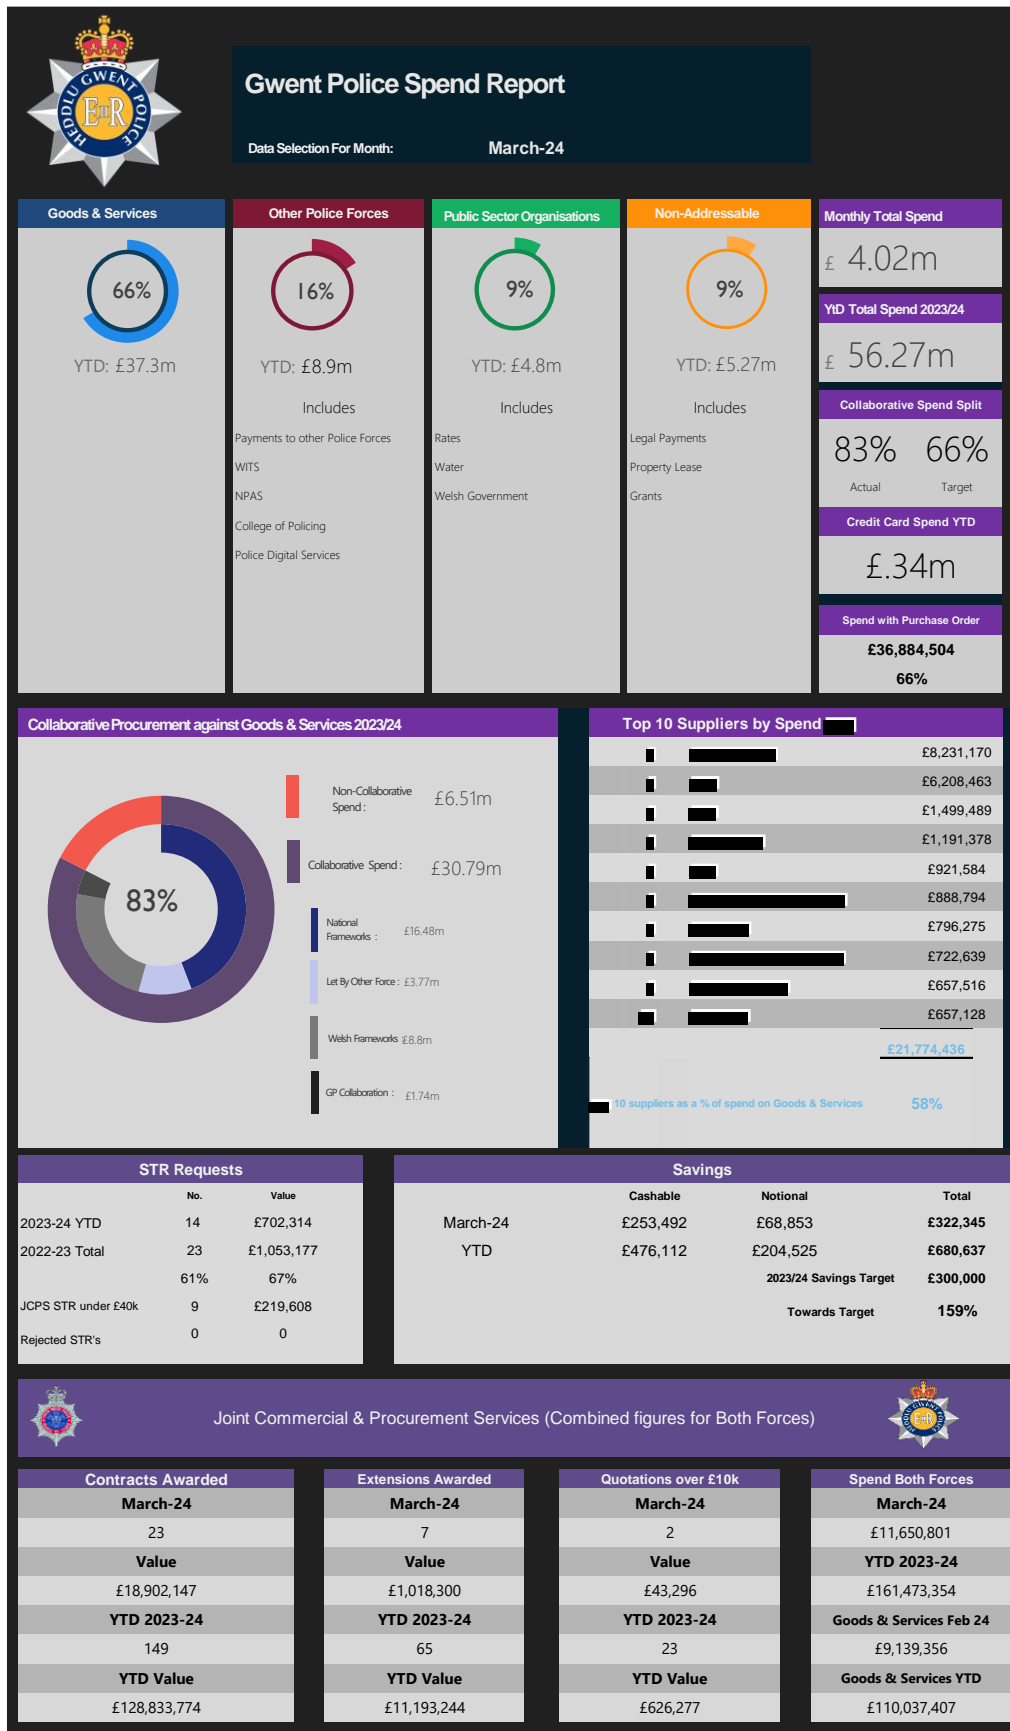 HEDDLU GWENT POLICE
EIIR
Gwent Police Spend Report
Data Selection For Month: March-24
Goods & Services
66%
YTD: £37.3m
Other Police Forces
16%
YTD: £8.9m
Includes
Payments to other Police Forces
WITS
NPAS
College of Policing
Police Digital Services
Public Sector Organisations
9%
YTD: £4.8m
Includes
Rates
Water
Welsh Government
Non-Addressable
9%
YTD: £5.27m
Includes
Legal Payments
Property Lease
Grants
Monthly Total Spend
£ 4.02m
YtD Total Spend 2023/24
£ 56.27m
Collaborative Spend Split
83% 66%
Actual Target
Credit Card Spend YTD
£.34m
Spend with Purchase Order
£36,884,504
66%
Collaborative Procurement against Goods & Services 2023/24
83%
Non-Collaborative
Spend : £6.51m
Collaborative Spend : £30.79m
National
Frameworks : £16.48m
Let By Other Force : £3.77m
Welsh Frameworks £8.8m
GP Collaboration : £1.74m
Top 10 Suppliers by Spend
£8,231,170
£6,208,463
£1,499,489
£1,191,378
£921,584
£888,794
£796,275
£722,639
£657,516
£657,128
£21,774,436
10 suppliers as a % of spend on Goods & Services 58%
STR Requests
No. Value
2023-24 YTD 14 £702,314
2022-23 Total 23 £1,053,177
61% 67%
JCPS STR under £40k 9 £219,608
Rejected STR's 0 0
Savings
Cashable Notional Total
March-24 £253,492 £68,853 £322,345
YTD £476,112 £204,525 £680,637
2023/24 Savings Target £300,000
Towards Target 159%
Joint Commercial & Procurement Services (Combined figures for Both Forces)
Contracts Awarded
March-24
23
Value
£18,902,147
YTD 2023-24
149
YTD Value
£128,833,774
Extensions Awarded
March-24
7
Value
£1,018,300
YTD 2023-24
65
YTD Value
£11,193,244
Quotations over £10k
March-24
2
Value
£43,296
YTD 2023-24
23
YTD Value
£626,277
Spend Both Forces
March-24
£11,650,801
YTD 2023-24
£161,473,354
Goods & Services Feb 24
£9,139,356
Goods & Services YTD
£110,037,407